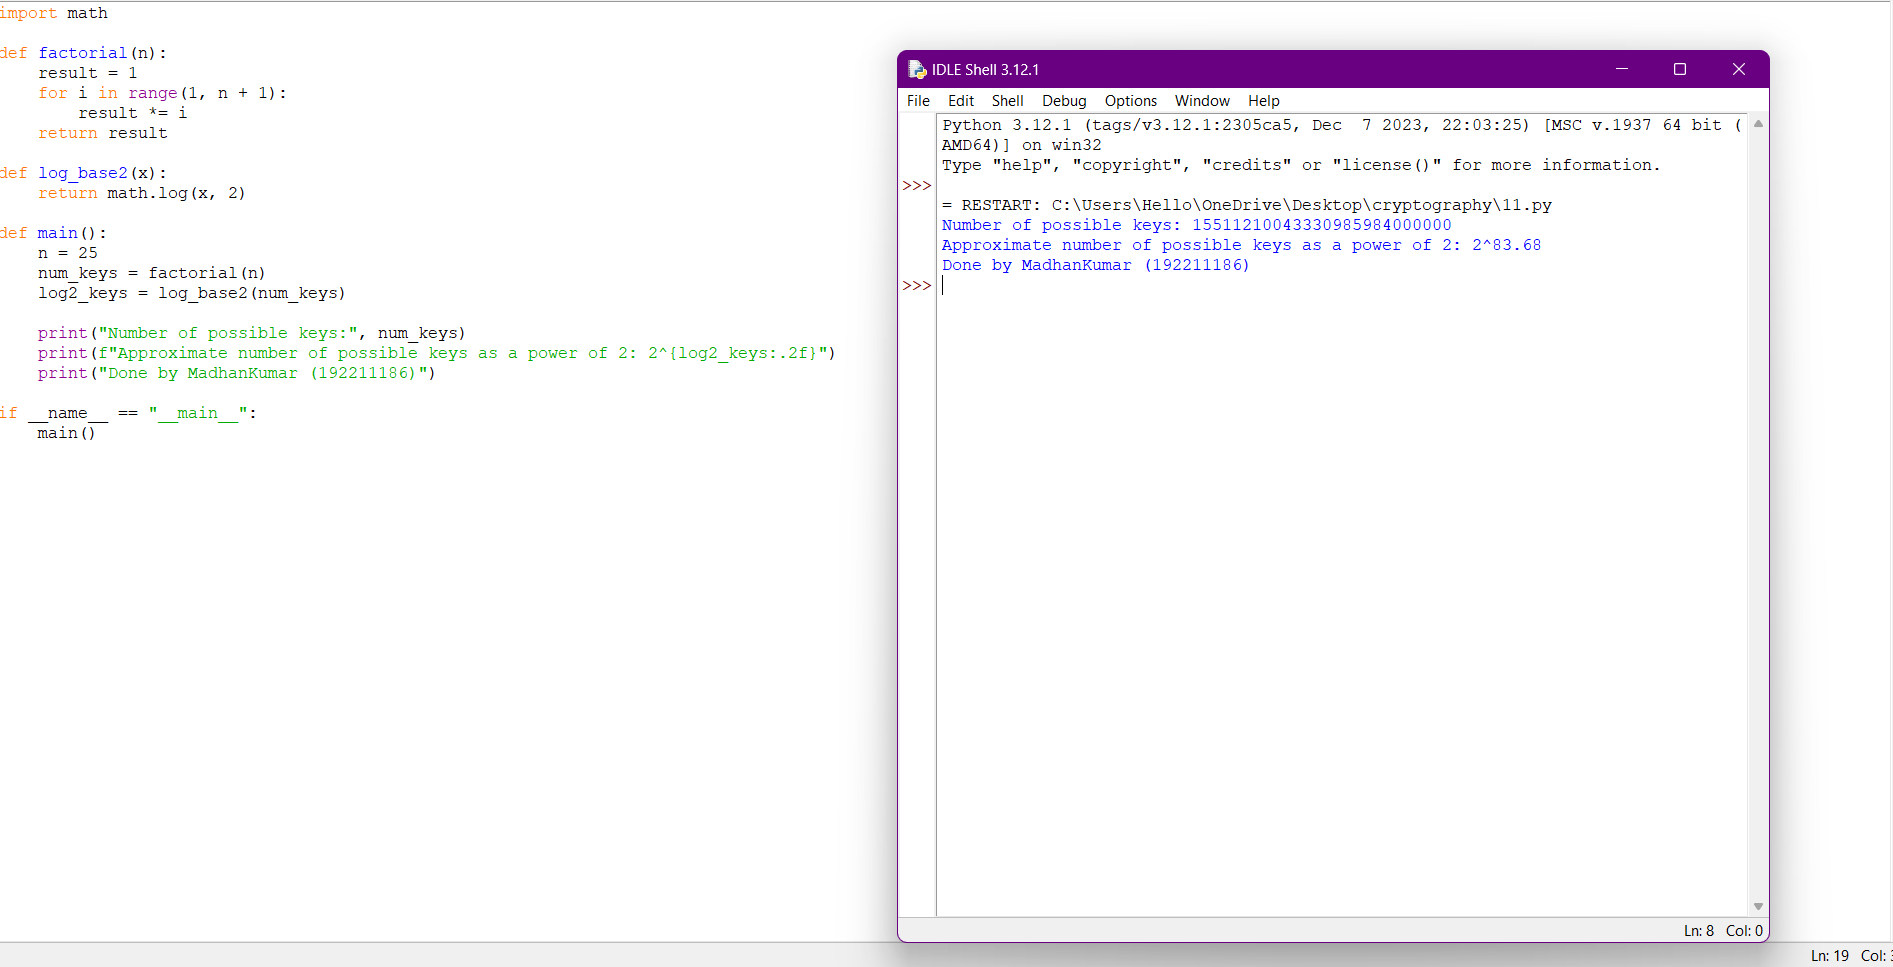 import math
def factorial(n):
    result = 1
    for i in range(1, n + 1):
        result *= i
    return result
def log_base2(x):
    return math.log(x, 2)
def main():
    n = 25
    num_keys = factorial(n)
    log2_keys = log_base2(num_keys)
    print("Number of possible keys:", num_keys)
    print(f"Approximate number of possible keys as a power of 2: 2^{log2_keys:.2f}")
    print("Done by MadhanKumar (192211186)")
if __name__ == "__main__":
    main()
IDLE Shell 3.12.1
File Edit Shell Debug Options Window Help
Python 3.12.1 (tags/v3.12.1:2305ca5, Dec  7 2023, 22:03:25) [MSC v.1937 64 bit (
AMD64)] on win32
Type "help", "copyright", "credits" or "license()" for more information.
>>>
= RESTART: C:\Users\Hello\OneDrive\Desktop\cryptography\11.py
Number of possible keys: 15511210043330985984000000
Approximate number of possible keys as a power of 2: 2^83.68
Done by MadhanKumar (192211186)
>>>
Ln: 8 Col: 0
Ln: 19 Col: